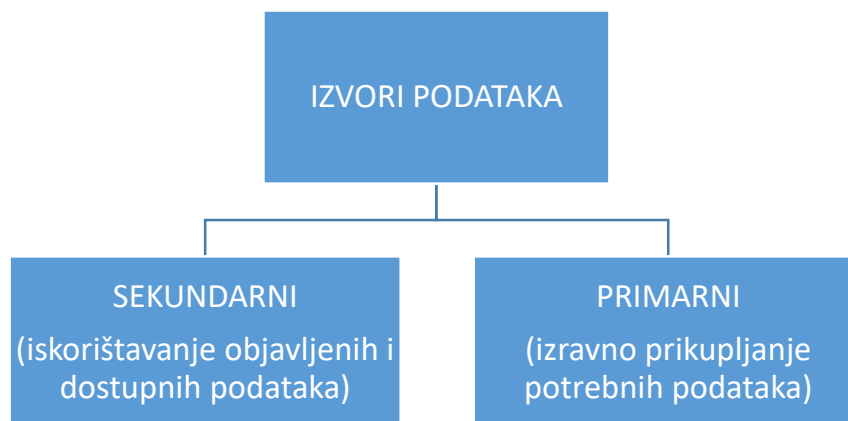 IZVORI PODATAKA
SEKUNDARNI
(iskorištavanje objavljenih i
dostupnih podataka)
PRIMARNI
(izravno prikupljanje
potrebnih podataka)